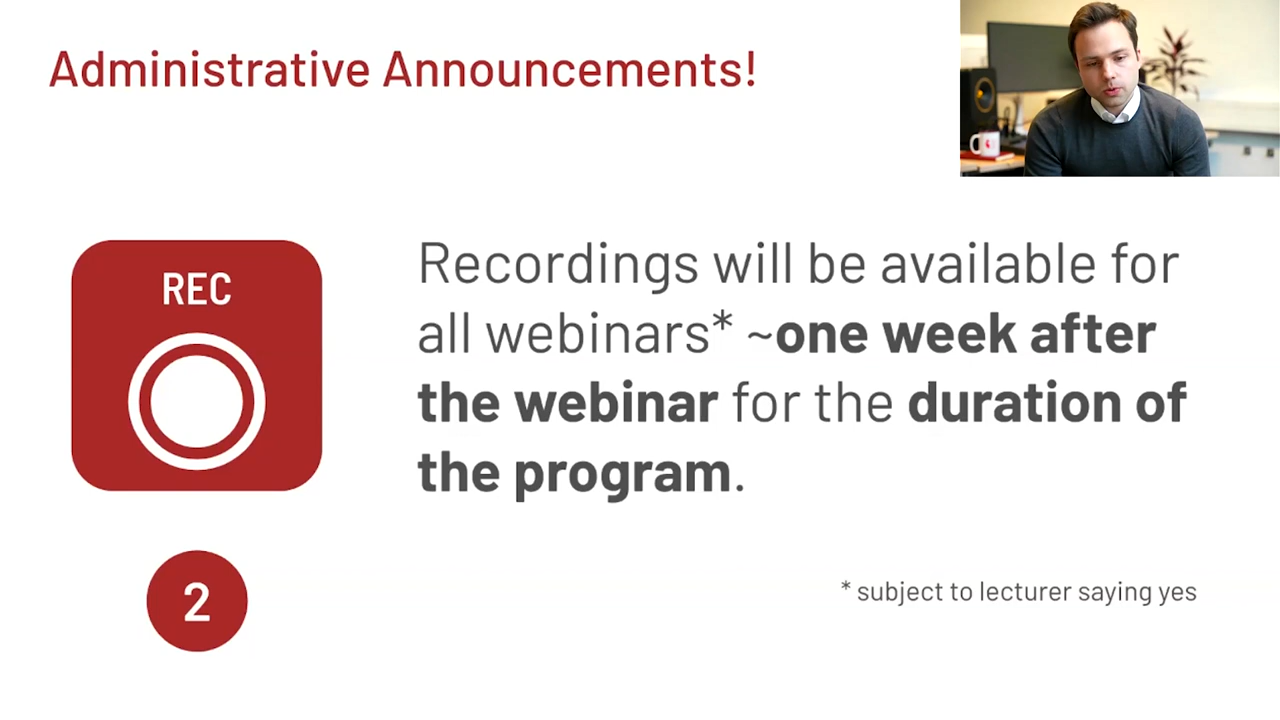 Administrative Announcements!
REC
Recordings will be available for
all webinars* ~one week after
the webinar for the duration of
the program.
2
* subject to lecturer saying yes